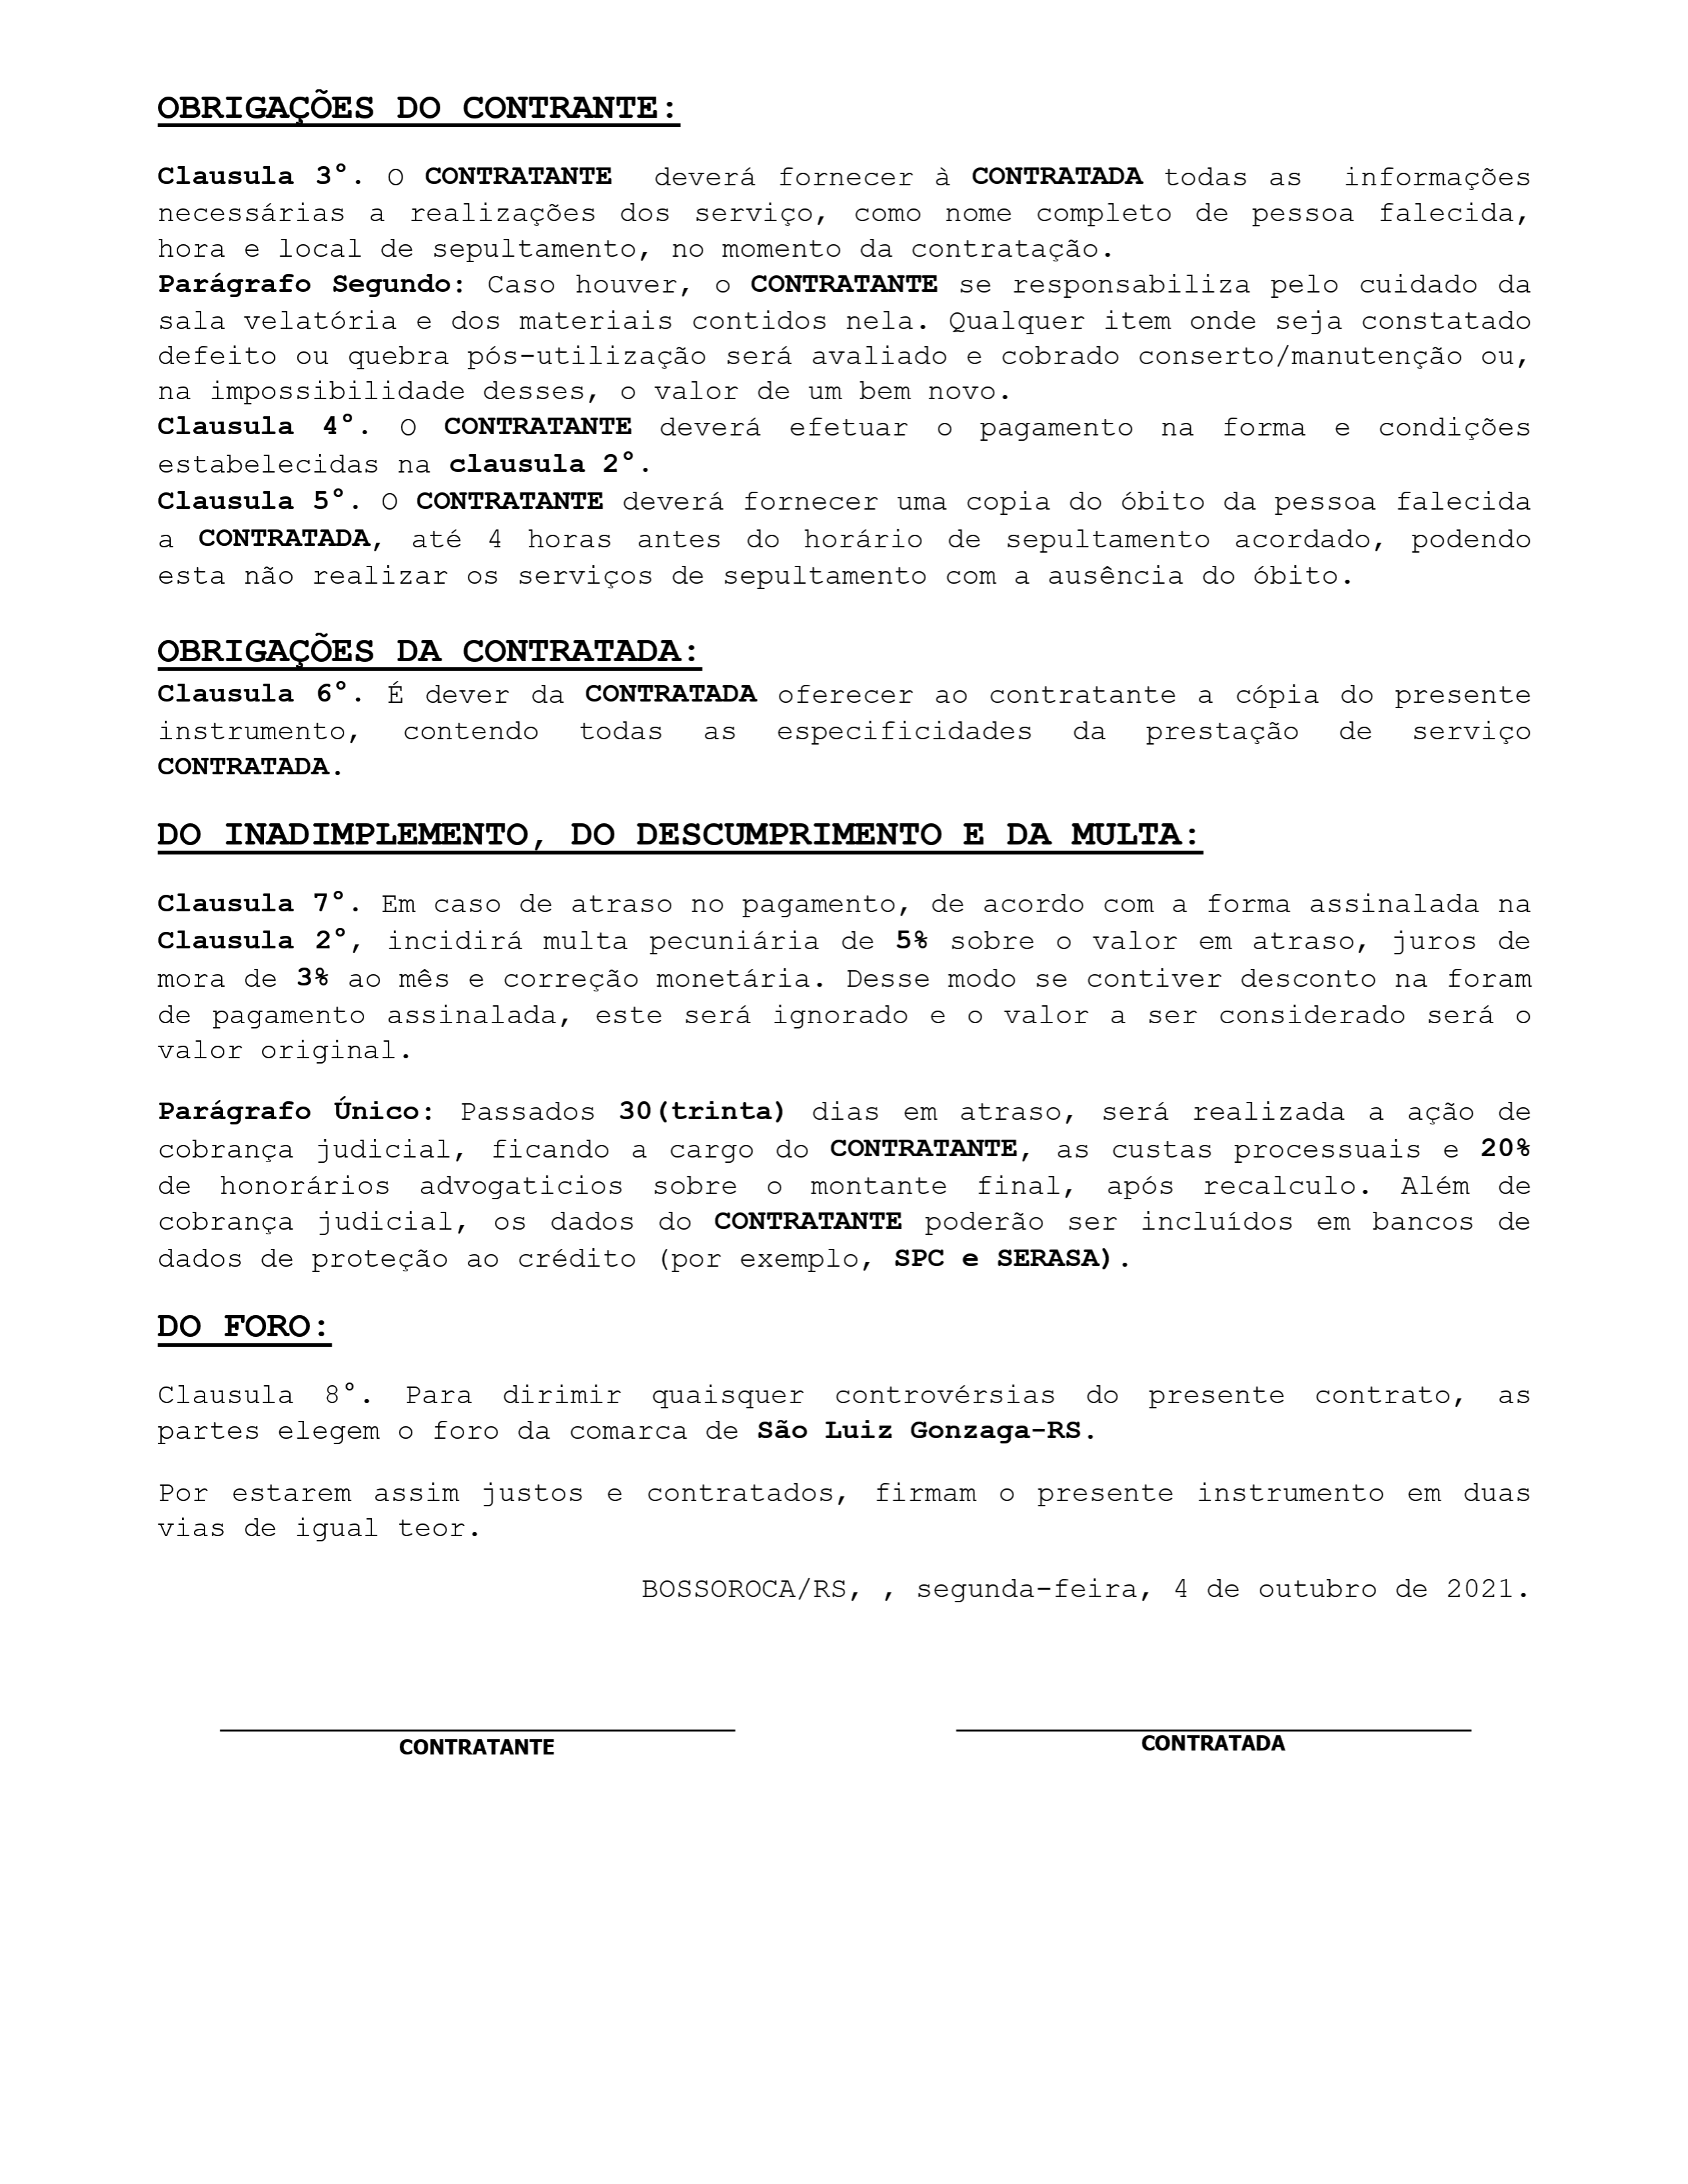 OBRIGAÇÕES DO CONTRANTE:
Clausula 3°. O CONTRATANTE deverá fornecer à CONTRATADA todas as informações
necessárias a realizações dos serviço, como nome completo de pessoa falecida,
hora e local de sepultamento, no momento da contratação.
Parágrafo Segundo: Caso houver, o CONTRATANTE se responsabiliza pelo cuidado da
sala velatória e dos materiais contidos nela. Qualquer item onde seja constatado
defeito ou quebra pós-utilização será avaliado e cobrado conserto/manutenção ou,
na impossibilidade desses, o valor de um bem novo.
Clausula 4°. O CONTRATANTE deverá efetuar o pagamento na forma e condições
estabelecidas na clausula 2°.
Clausula 5°. O CONTRATANTE deverá fornecer uma copia do óbito da pessoa falecida
a CONTRATADA, até 4 horas antes do horário de sepultamento acordado, podendo
esta não realizar os serviços de sepultamento com a ausência do óbito.
OBRIGAÇÕES DA CONTRATADA:
Clausula 6°. É dever da CONTRATADA oferecer ao contratante a cópia do presente
instrumento, contendo todas as especificidades da prestação de serviço
CONTRATADA.
DO INADIMPLEMENTO, DO DESCUMPRIMENTO E DA MULTA:
Clausula 7°. Em caso de atraso no pagamento, de acordo com a forma assinalada na
Clausula 2°, incidirá multa pecuniária de 5% sobre o valor em atraso, juros de
mora de 3% ao mês e correção monetária. Desse modo se contiver desconto na foram
de pagamento assinalada, este será ignorado e o valor a ser considerado será o
valor original.
Parágrafo Único: Passados 30(trinta) dias em atraso, será realizada a ação de
cobrança judicial, ficando a cargo do CONTRATANTE, as custas processuais e 20%
de honorários advogaticios sobre o montante final, após recalculo. Além de
cobrança judicial, os dados do CONTRATANTE poderão ser incluídos em bancos de
dados de proteção ao crédito (por exemplo, SPC e SERASA).
DO FORO:
Clausula 8°. Para dirimir quaisquer controvérsias do presente contrato, as
partes elegem o foro da comarca de São Luiz Gonzaga-RS.
Por estarem assim justos e contratados, firmam o presente instrumento em duas
vias de igual teor.
BOSSOROCA/RS, , segunda-feira, 4 de outubro de 2021.
CONTRATANTE CONTRATADA